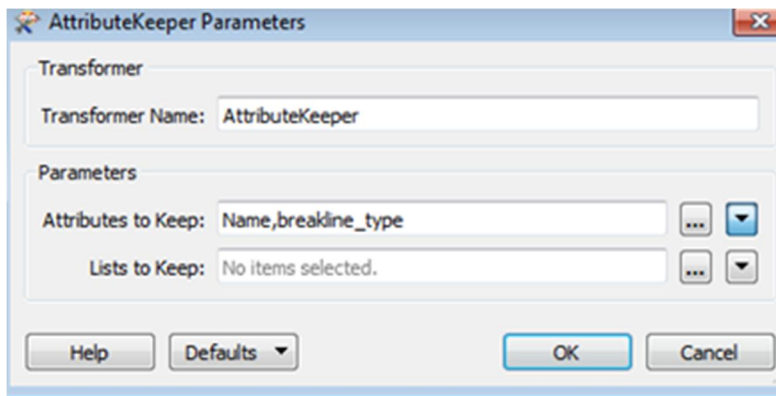 AttributeKeeper Parameters
Transformer
Transformer Name: AttributeKeeper
Parameters
Attributes to Keep: Name,breakline_type ...
Lists to Keep: No items selected. ...
Help Defaults OK Cancel